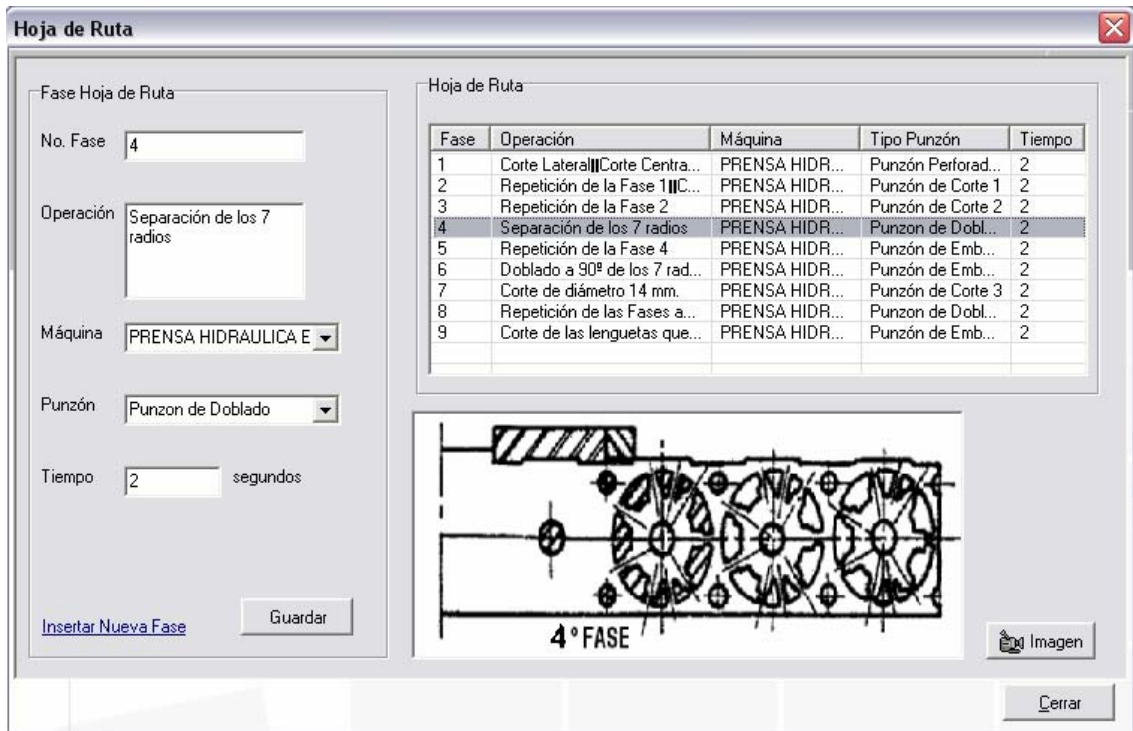 Hoja de Ruta
Fase Hoja de Ruta
No. Fase 4
Operación Separación de los 7
radios
Máquina PRENSA HIDRAULICA E
Punzón Punzon de Doblado
Tiempo 2 segundos
Insertar Nueva Fase Guardar
Hoja de Ruta
Fase Operación Máquina Tipo Punzón Tiempo
1 Corte Lateral||Corte Centra... PRENSA HIDR... Punzón Perforad... 2
2 Repetición de la Fase 1||C... PRENSA HIDR... Punzón de Corte 1 2
3 Repetición de la Fase 2 PRENSA HIDR... Punzón de Corte 2 2
4 Separación de los 7 radios PRENSA HIDR... Punzon de Dobl... 2
5 Repetición de la Fase 4 PRENSA HIDR... Punzón de Emb... 2
6 Doblado a 90º de los 7 rad... PRENSA HIDR... Punzón de Emb... 2
7 Corte de diámetro 14 mm. PRENSA HIDR... Punzón de Corte 3 2
8 Repetición de las Fases a... PRENSA HIDR... Punzon de Dobl... 2
9 Corte de las lenguetas que... PRENSA HIDR... Punzón de Emb... 2
4º FASE
Imagen
Cerrar